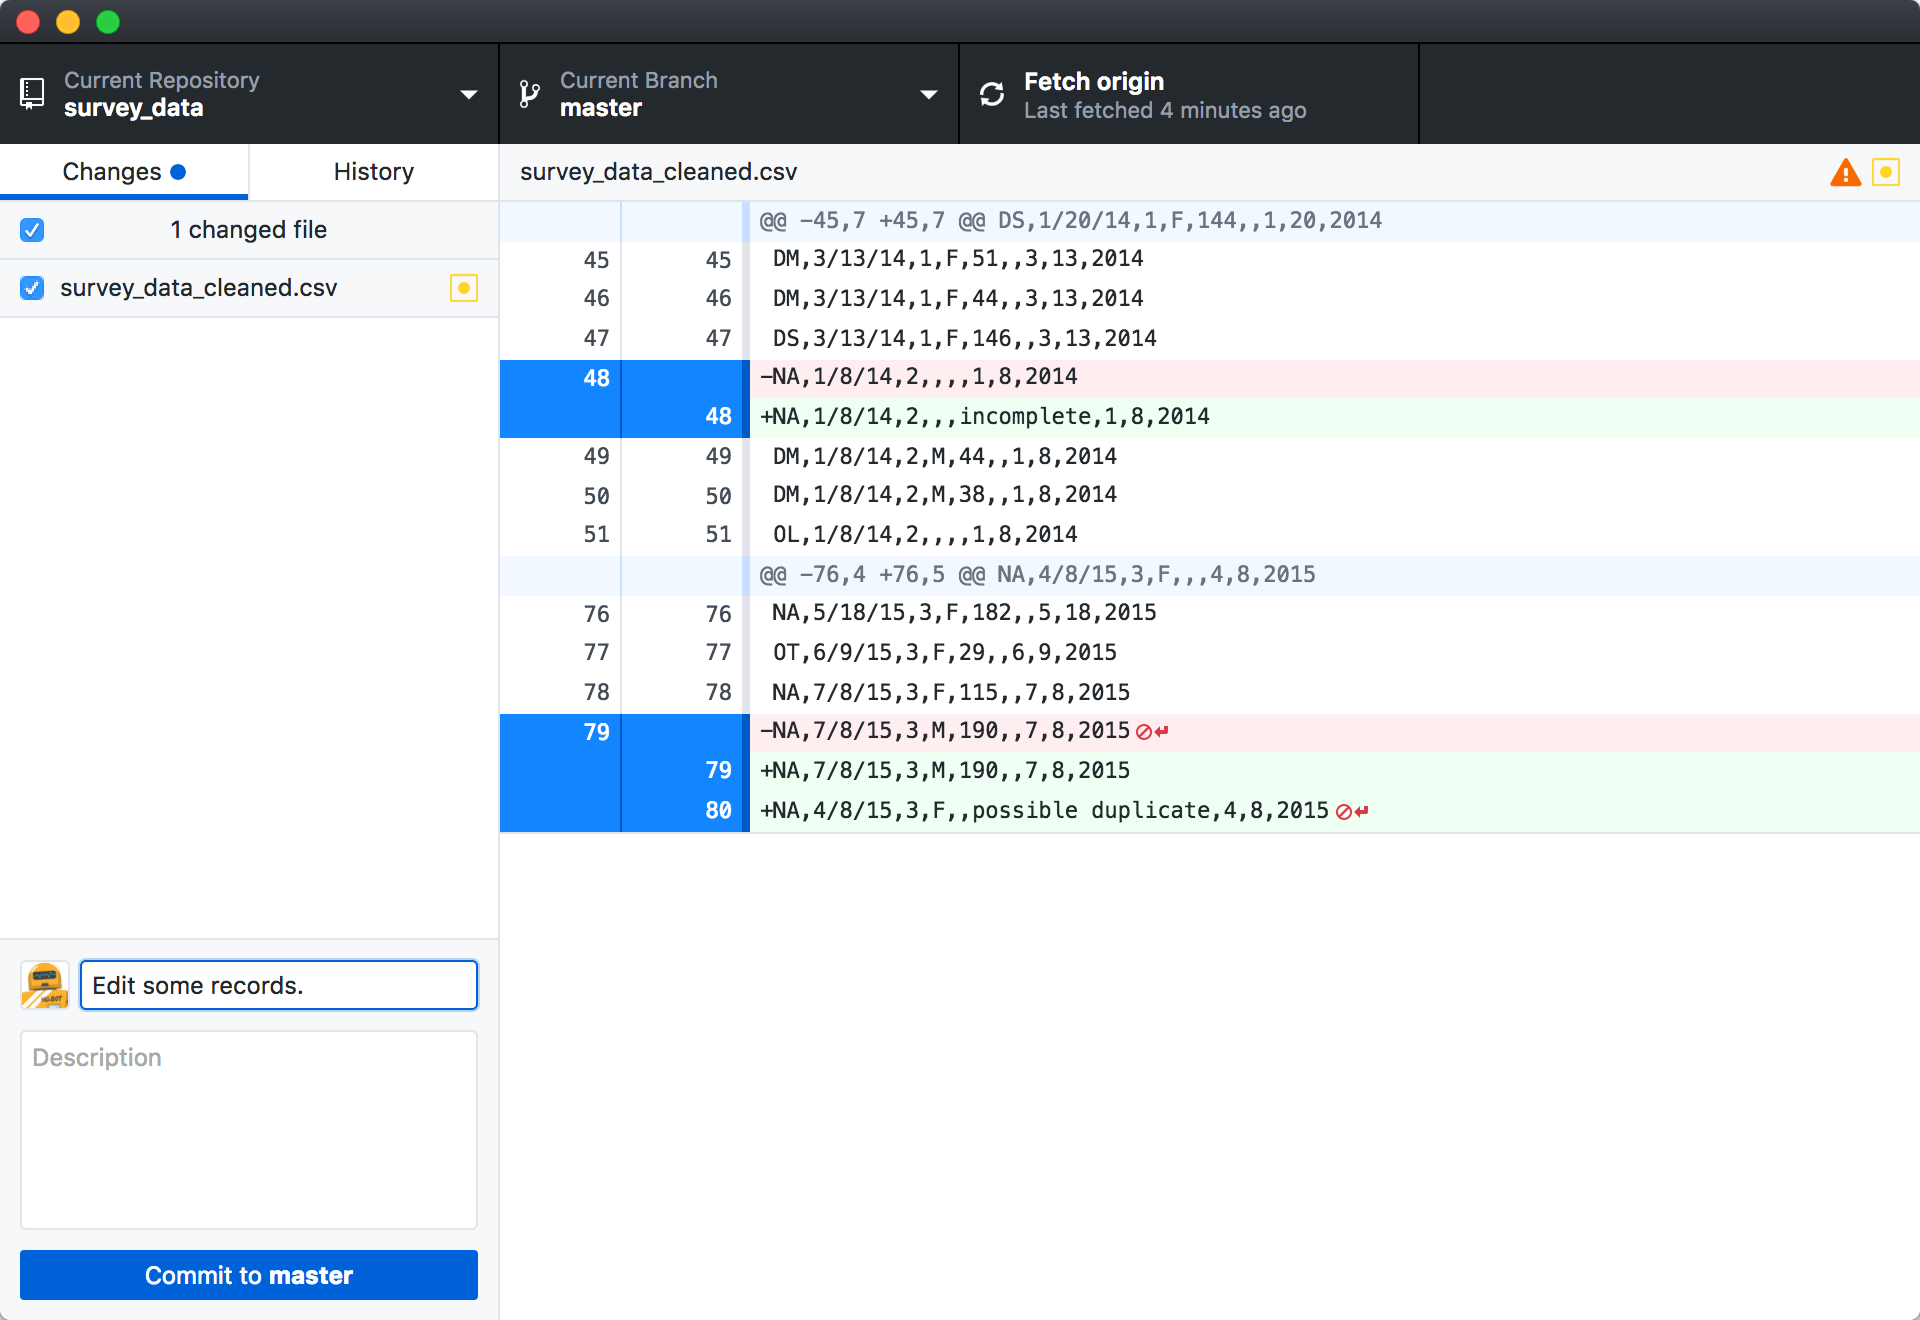 Current Repository
survey_data
Current Branch
master
Fetch origin
Last fetched 4 minutes ago
Changes
History
1 changed file
survey_data_cleaned.csv
survey_data_cleaned.csv
@@ -45,7 +45,7 @@ DS,1/20/14,1,F,144,,1,20,2014
45 45 DM,3/13/14,1,F,51,,3,13,2014
46 46 DM,3/13/14,1,F,44,,3,13,2014
47 47 DS,3/13/14,1,F,146,,3,13,2014
48 -NA,1/8/14,2,,,,1,8,2014
48 +NA,1/8/14,2,,,incomplete,1,8,2014
49 49 DM,1/8/14,2,M,44,,1,8,2014
50 50 DM,1/8/14,2,M,38,,1,8,2014
51 51 OL,1/8/14,2,,,,1,8,2014
@@ -76,4 +76,5 @@ NA,4/8/15,3,F,,,4,8,2015
76 76 NA,5/18/15,3,F,182,,5,18,2015
77 77 OT,6/9/15,3,F,29,,6,9,2015
78 78 NA,7/8/15,3,F,115,,7,8,2015
79 -NA,7/8/15,3,M,190,,7,8,2015
79 +NA,7/8/15,3,M,190,,7,8,2015
80 +NA,4/8/15,3,F,,possible duplicate,4,8,2015
Edit some records.
Description
Commit to master